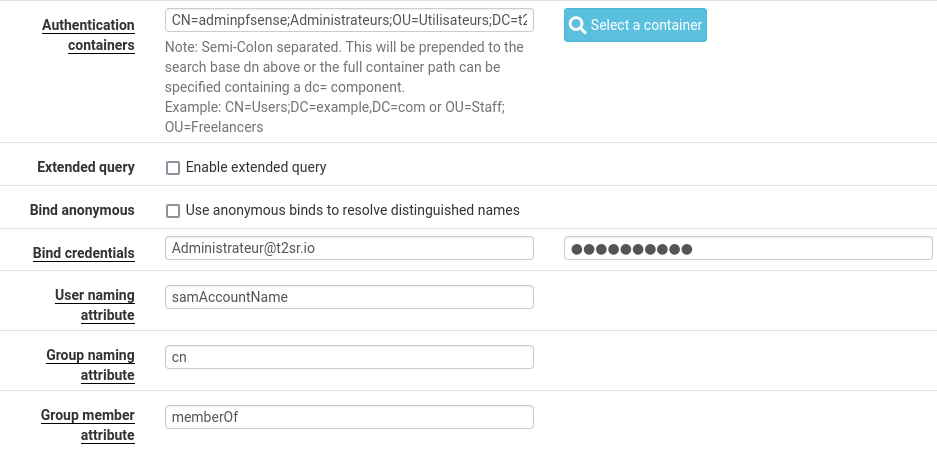 Authentication containers
CN=adminpfsense;Administrateurs;OU=Utilisateurs;DC=t2
Select a container
Note: Semi-Colon separated. This will be prepended to the
search base dn above or the full container path can be
specified containing a dc= component.
Example: CN=Users;DC=example,DC=com or OU=Staff;
OU=Freelancers
Extended query
Enable extended query
Bind anonymous
Use anonymous binds to resolve distinguished names
Bind credentials
Administrateur@t2sr.io
●●●●●●●●●●
User naming
attribute
samAccountName
Group naming
attribute
cn
Group member
attribute
memberOf